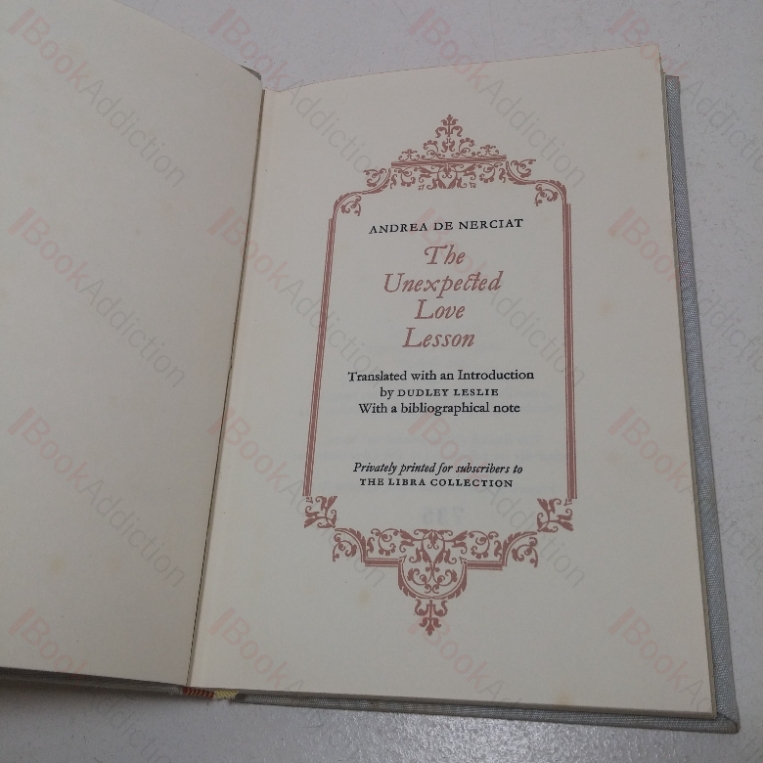 ANDREA DE NERCIAT
The
Unexpected
Love
Lesson
Translated with an Introduction
by DUDLEY LESLIE
With a bibliographical note
Privately printed for subscribers to
THE LIBRA COLLECTION
BookAddiction